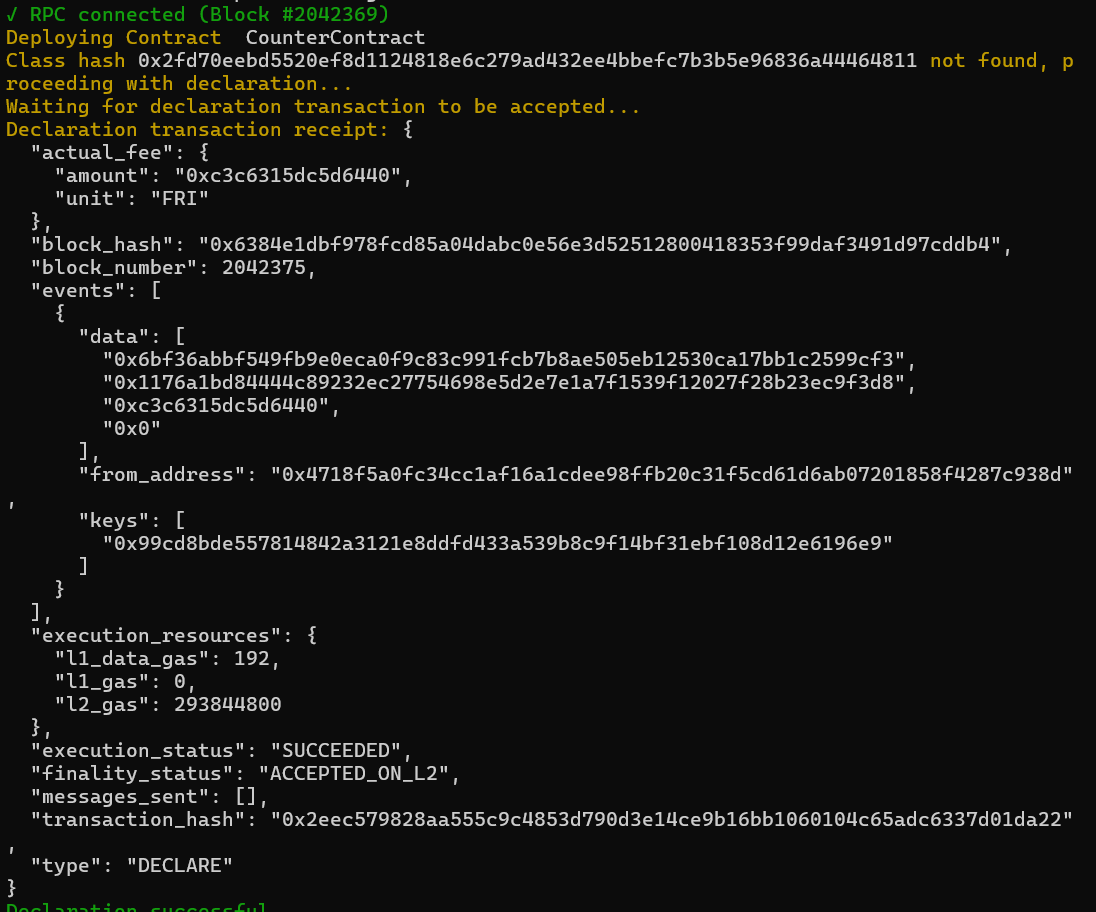 √ RPC connected (Block #2042369)
Deploying Contract  CounterContract
Class hash 0x2fd70eebd5520ef8d1124818e6c279ad432ee4bbefc7b3b5e96836a44464811 not found, p
roceeding with declaration...
Waiting for declaration transaction to be accepted...
Declaration transaction receipt: {
  "actual_fee": {
    "amount": "0xc3c6315dc5d6440",
    "unit": "FRI"
  },
  "block_hash": "0x6384e1dbf978fcd85a04dabc0e56e3d52512800418353f99daf3491d97cddb4",
  "block_number": 2042375,
  "events": [
    {
      "data": [
        "0x6bf36abbf549fb9e0eca0f9c83c991fcb7b8ae505eb12530ca17bb1c2599cf3",
        "0x1176a1bd84444c89232ec27754698e5d2e7e1a7f1539f12027f28b23ec9f3d8",
        "0xc3c6315dc5d6440",
        "0x0"
      ],
      "from_address": "0x4718f5a0fc34cc1af16a1cdee98ffb20c31f5cd61d6ab07201858f4287c938d"
,
      "keys": [
        "0x99cd8bde557814842a3121e8ddfd433a539b8c9f14bf31ebf108d12e6196e9"
      ]
    }
  ],
  "execution_resources": {
    "l1_data_gas": 192,
    "l1_gas": 0,
    "l2_gas": 293844800
  },
  "execution_status": "SUCCEEDED",
  "finality_status": "ACCEPTED_ON_L2",
  "messages_sent": [],
  "transaction_hash": "0x2eec579828aa555c9c4853d790d3e14ce9b16bb1060104c65adc6337d01da22"
,
  "type": "DECLARE"
}
Declaration successful